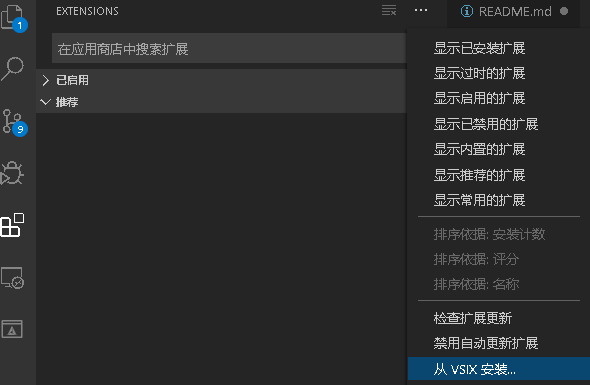 EXTENSIONS
README.md
在应用商店中搜索扩展
已启用
推荐
1
9
显示已安装扩展
显示过时的扩展
显示启用的扩展
显示已禁用的扩展
显示内置的扩展
显示推荐的扩展
显示常用的扩展
排序依据: 安装计数
排序依据: 评分
排序依据: 名称
检查扩展更新
禁用自动更新扩展
从 VSIX 安装...